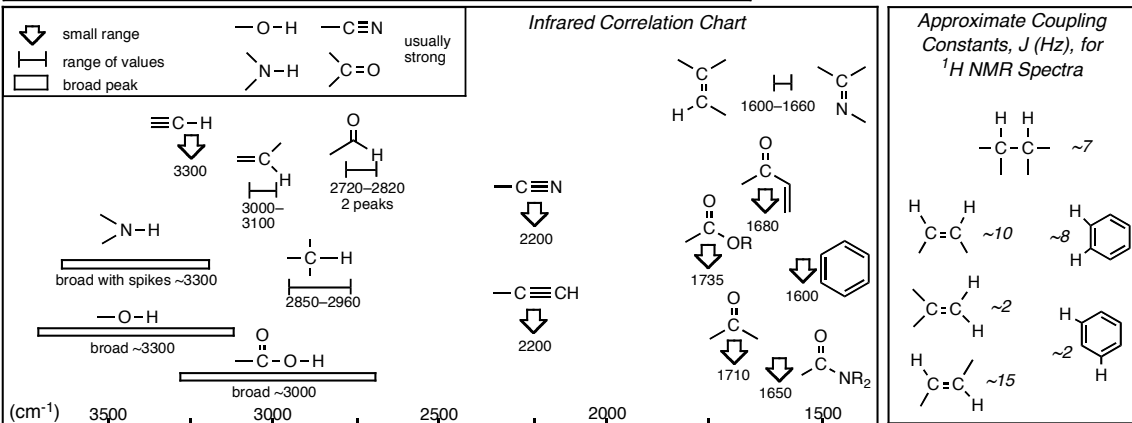 Infrared Correlation Chart
small range
range of values
broad peak
—O—H —C≡N
N—H C=O
usually
strong
≡C—H
3300
=C
H
3000–
3100
O
H
2720–2820
2 peaks
N—H
broad with spikes ~3300
—C—H
2850–2960
—O—H
broad ~3300
O
—C—O—H
broad ~3000
—C≡N
2200
—C≡CH
2200
C
H C
1600–1660
C
N
O
C
1680
O
C
OR
1735
1600
O
C
1710
O
C
NR2
1650
(cm-1) 3500 3000 2500 2000 1500
Approximate Coupling
Constants, J (Hz), for
1H NMR Spectra
H H
—C—C— ~7
H H
C=C ~10
H
H
~8
H
C=C
H
~2
H
H
~2
H
C=C
H
~15